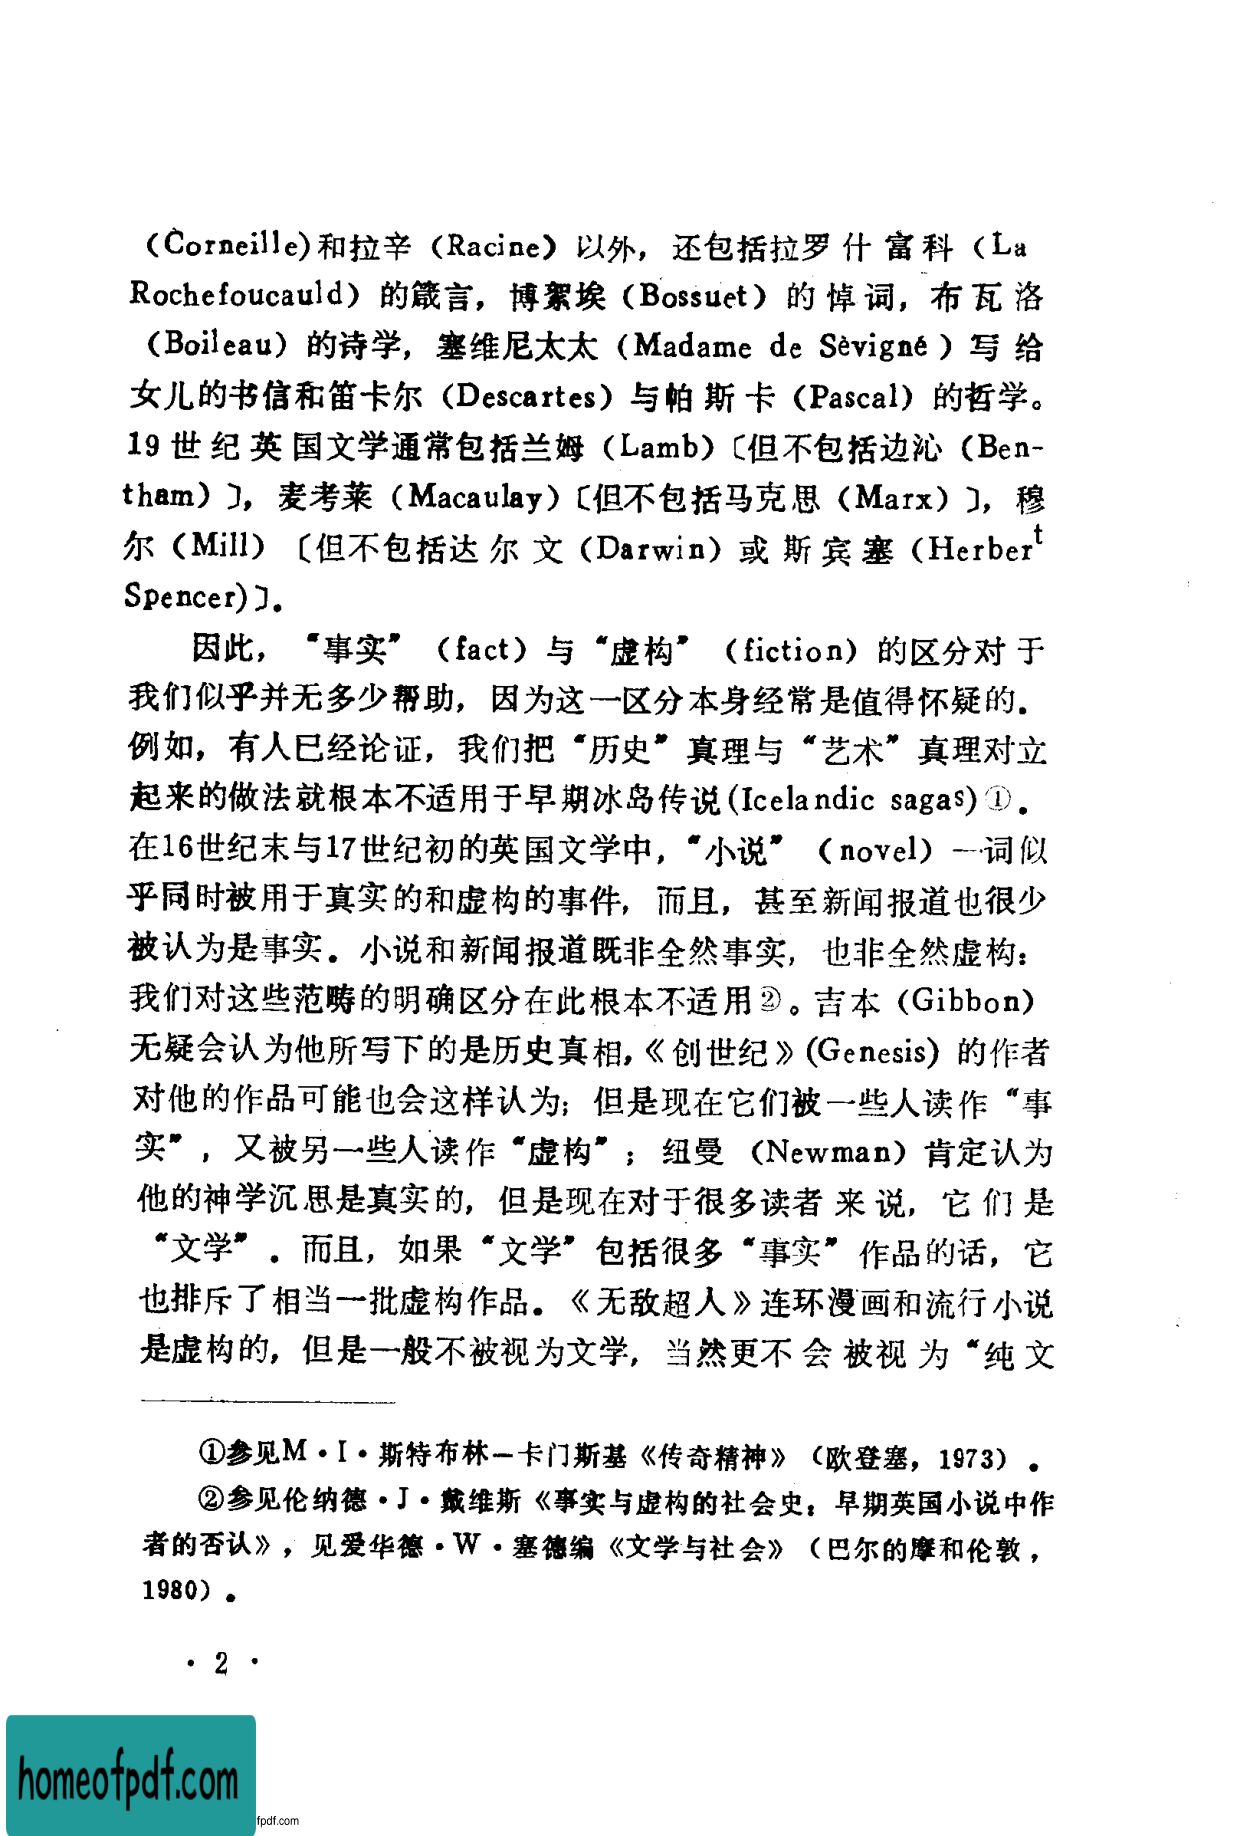 （Corneille)和拉辛（Racine）以外，还包括拉罗什富科（La
Rochefoucauld）的箴言，博絮埃（Bossuet）的悼词，布瓦洛
（Boileau）的诗学，塞维尼太太（Madame de Sèvigné）写给
女儿的书信和笛卡尔（Descartes）与帕斯卡（Pascal）的哲学。
19世纪英国文学通常包括兰姆（Lamb）〔但不包括边沁（Ben-
tham）〕，麦考莱（Macaulay）〔但不包括马克思（Marx）〕，穆
尔（Mill）〔但不包括达尔文（Darwin）或斯宾塞（Herbert
Spencer)〕。
因此，“事实”（fact）与“虚构”（fiction）的区分对于
我们似乎并无多少帮助，因为这一区分本身经常是值得怀疑的．
例如，有人已经论证，我们把“历史”真理与“艺术”真理对立
起来的做法就根本不适用于早期冰岛传说(Icelandic sagas)①．
在16世纪末与17世纪初的英国文学中，“小说”（novel）一词似
乎同时被用于真实的和虚构的事件，而且，甚至新闻报道也很少
被认为是事实．小说和新闻报道既非全然事实，也非全然虚构：
我们对这些范畴的明确区分在此根本不适用②。吉本（Gibbon）
无疑会认为他所写下的是历史真相，《创世纪》(Genesis）的作者
对他的作品可能也会这样认为；但是现在它们被一些人读作“事
实”，又被另一些人读作“虚构”；纽曼（Newman）肯定认为
他的神学沉思是真实的，但是现在对于很多读者来说，它们是
“文学”．而且，如果“文学”包括很多“事实”作品的话，它
也排斥了相当一批虚构作品．《无敌超人》连环漫画和流行小说
是虚构的，但是一般不被视为文学，当然更不会被视为“纯文
①参见M·I·斯特布林—卡门斯基《传奇精神》（欧登塞，1973）．
②参见伦纳德·J·戴维斯《事实与虚构的社会史：早期英国小说中作
者的否认》，见爱华德·W·塞德编《文学与社会》（巴尔的摩和伦敦，
1980）．
·2·
homeofpdf.com
fpdf.com